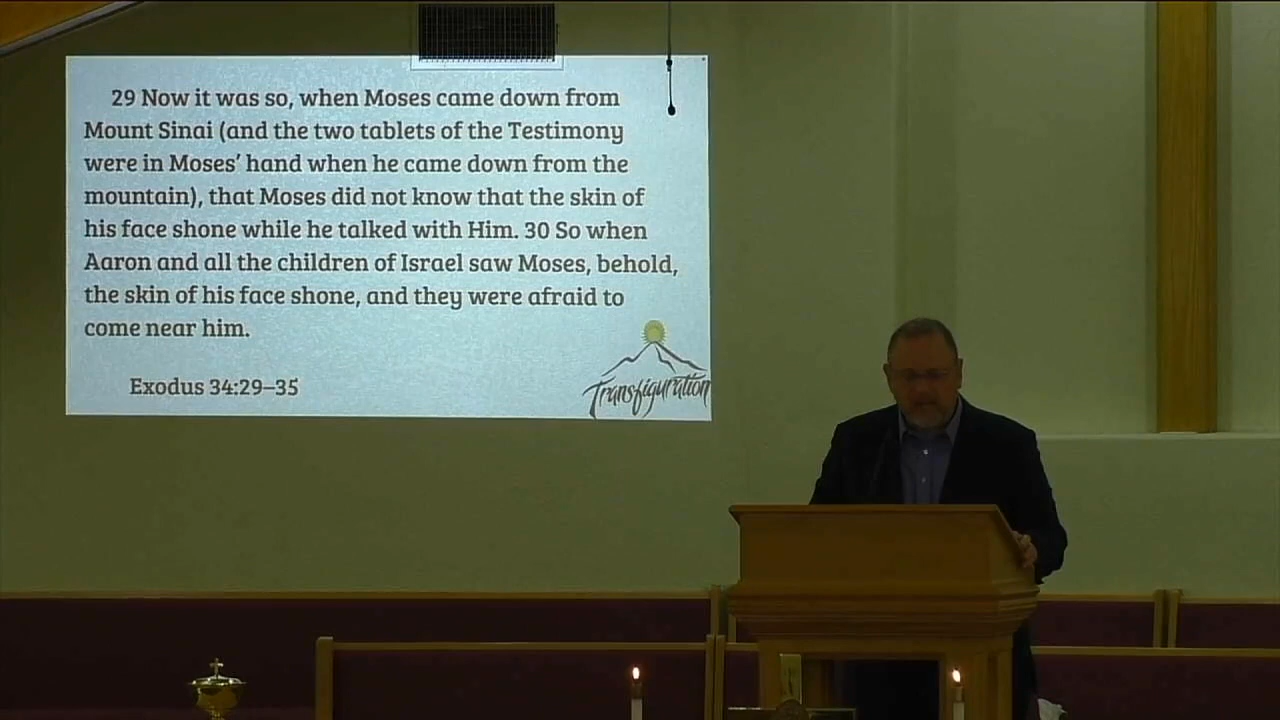 29 Now it was so, when Moses came down from
Mount Sinai (and the two tablets of the Testimony
were in Moses’ hand when he came down from the
mountain), that Moses did not know that the skin of
his face shone while he talked with Him. 30 So when
Aaron and all the children of Israel saw Moses, behold,
the skin of his face shone, and they were afraid to
come near him.
Exodus 34:29–35
Transfiguration